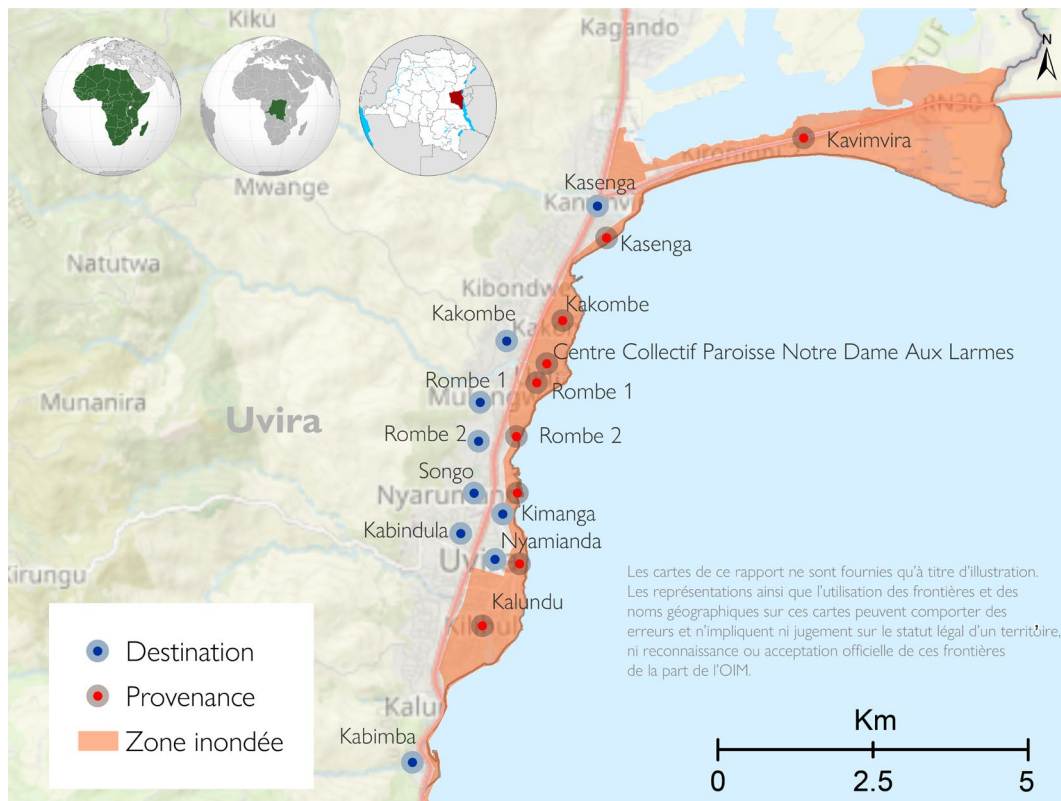 Kiku
Kagando
N
RN30
Kavimvira
Mwange
Kasenga
Kasenga
Natutwa
Kibondwe
Kakombe
Kakombe
Centre Collectif Paroisse Notre Dame Aux Larmes
Rombe 1
Rombe 1
Munanira
Uvira
Rombe 2
Rombe 2
Songo
Kimanga
Kabindula
Nyamianda
Uvira
Kirungu
Kalundu
Les cartes de ce rapport ne sont fournies qu'à titre d'illustration.
Les représentations ainsi que l'utilisation des frontières et des
noms géographiques sur ces cartes peuvent comporter des
erreurs et n'impliquent ni jugement sur le statut légal d'un territoire,
ni reconnaissance ou acceptation officielle de ces frontières
de la part de l'OIM.
Destination
Provenance
Zone inondée
Kabimba
Km
0
2.5
5